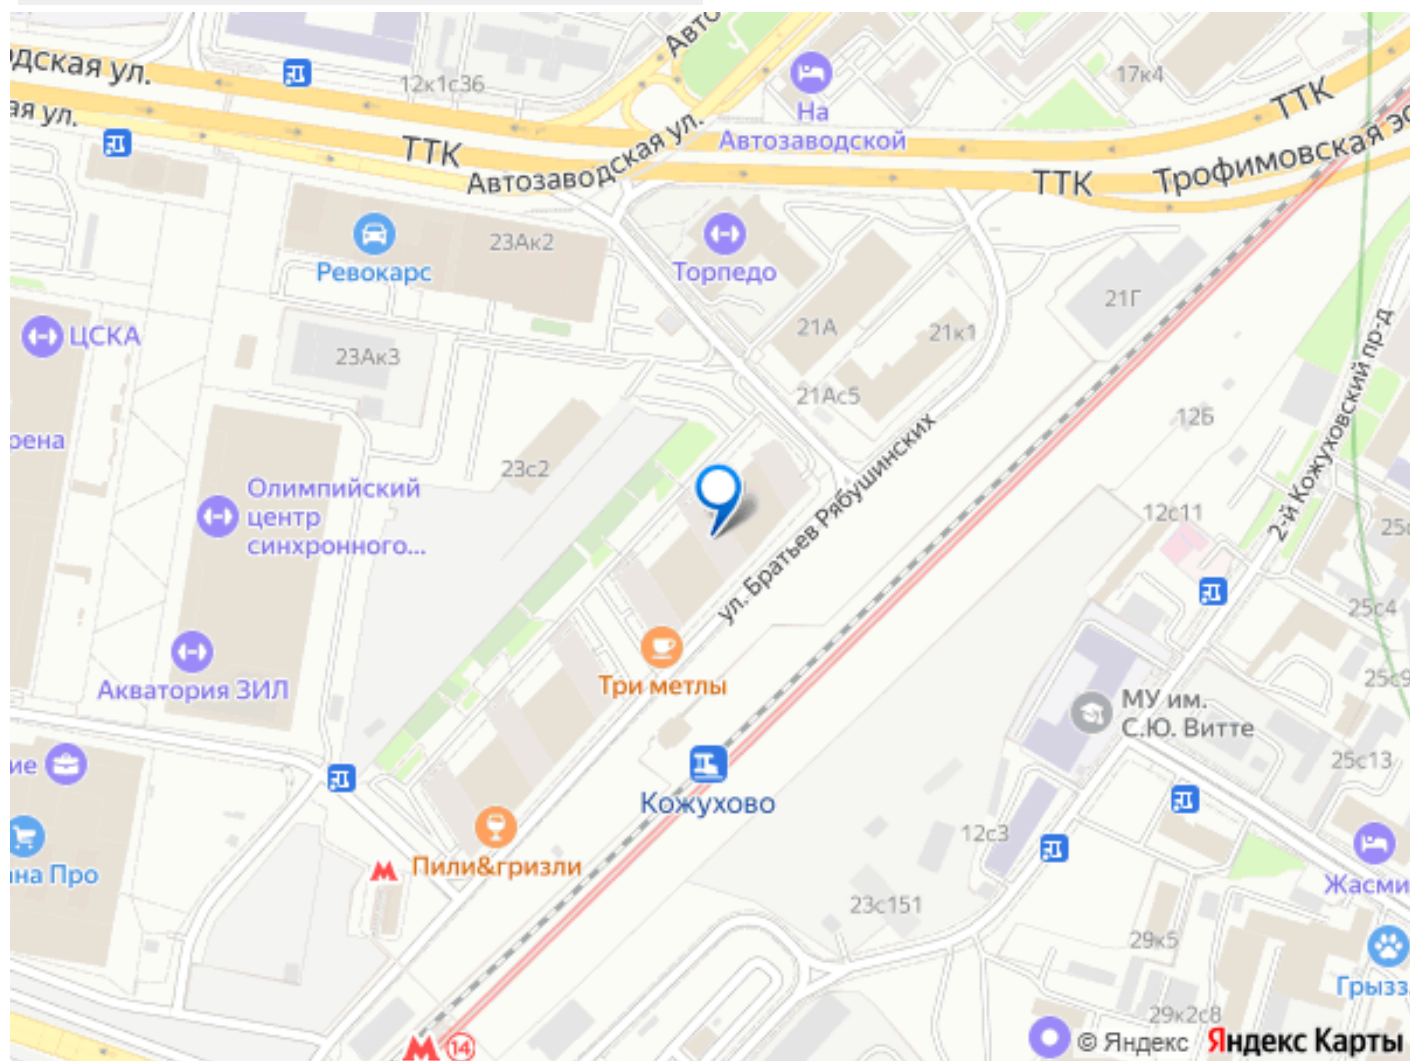 Авто
дская ул.
12к1с36
17к4
На
Автозаводской
ТТК
ая ул.
ТТК
Автозаводская ул.
ТТК
Трофимовская эс
23Ак2
Ревокарс
Торпедо
21Г
ЦСКА
21А
21к1
23Ак3
21Ас5
2-й Кожуховский пр-д
12Б
рена
23с2
Олимпийский
центр
синхронного...
ул. Братьев Рябушинских
12с11
25с
25с4
Три метлы
Акватория ЗИЛ
25с9
МУ им.
С.Ю. Витте
ие
25с13
Кожухово
12с3
Пили&гризли
на Про
Жасми
23с151
29к5
Грызз
29к2с8
14
© Яндекс Яндекс Карты